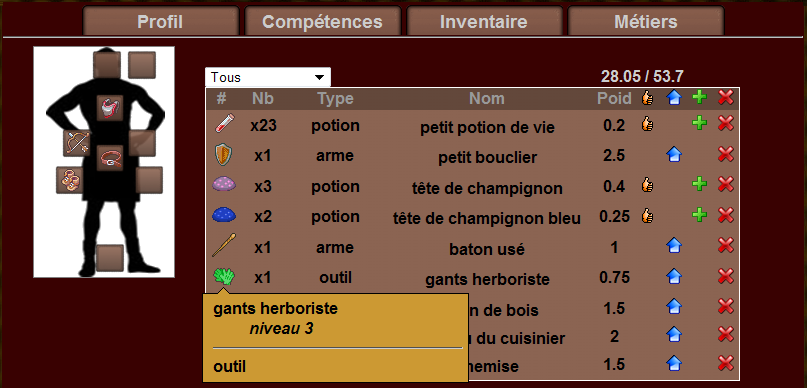 Profil Compétences Inventaire Métiers
Tous 28.05 / 53.7
# Nb Type Nom Poid
x23 potion petit potion de vie 0.2
x1 arme petit bouclier 2.5
x3 potion tête de champignon 0.4
x2 potion tête de champignon bleu 0.25
x1 arme baton usé 1
x1 outil gants herboriste 0.75
gants herboriste
niveau 3
outil
de bois 1.5
du cuisinier 2
1.5